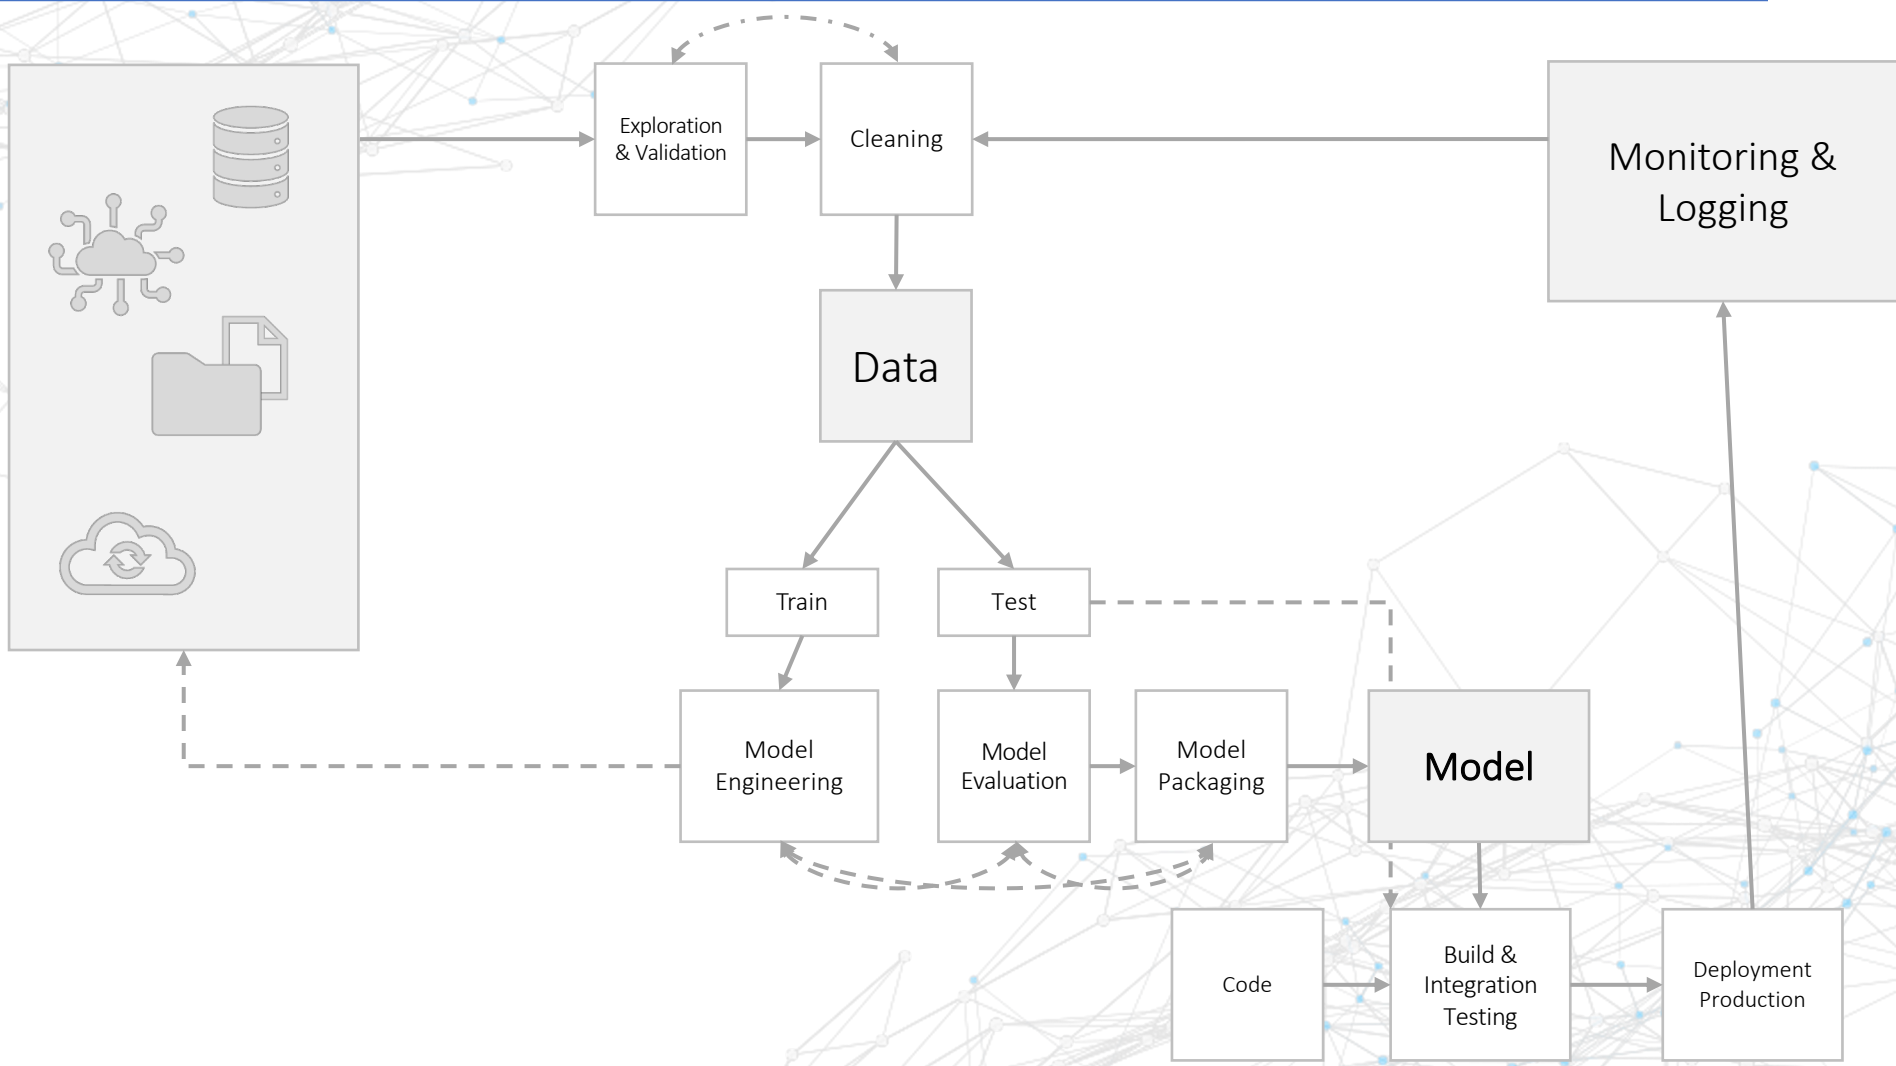 Exploration
& Validation
Cleaning
Monitoring &
Logging
Data
Train
Test
Model
Engineering
Model
Evaluation
Model
Packaging
Model
Code
Build &
Integration
Testing
Deployment
Production